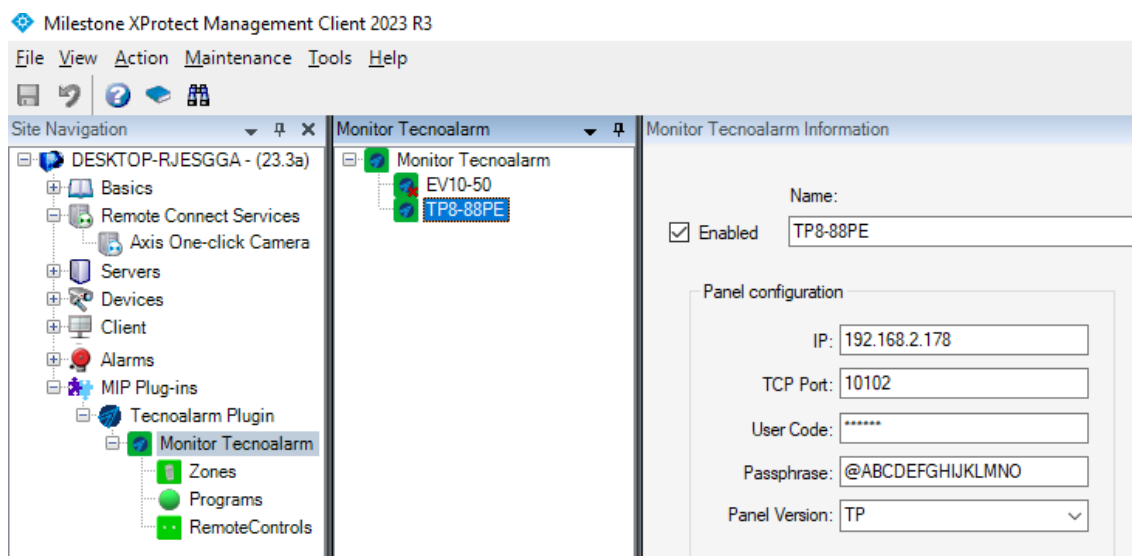 Milestone XProtect Management Client 2023 R3
File View Action Maintenance Tools Help
Site Navigation
DESKTOP-RJESGGA - (23.3a)
Basics
Remote Connect Services
Axis One-click Camera
Servers
Devices
Client
Alarms
MIP Plug-ins
Tecnoalarm Plugin
Monitor Tecnoalarm
Zones
Programs
RemoteControls
Monitor Tecnoalarm
Monitor Tecnoalarm
EV10-50
TP8-88PE
Monitor Tecnoalarm Information
Name:
Enabled TP8-88PE
Panel configuration
IP: 192.168.2.178
TCP Port: 10102
User Code: ******
Passphrase: @ABCDEFGHIJKLMNO
Panel Version: TP